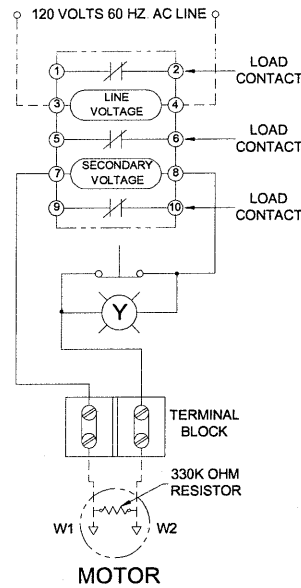 120 VOLTS 60 HZ. AC LINE
1
2
LOAD
CONTACT
3
LINE
VOLTAGE
4
5
6
LOAD
CONTACT
7
SECONDARY
VOLTAGE
8
9
10
LOAD
CONTACT
Y
TERMINAL
BLOCK
330K OHM
RESISTOR
W1
W2
MOTOR